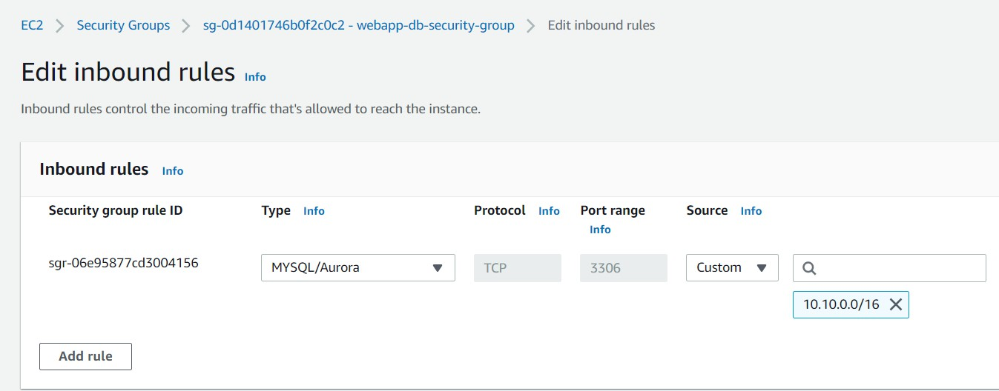 EC2 > Security Groups > sg-0d1401746b0f2c0c2 - webapp-db-security-group > Edit inbound rules
Edit inbound rules Info
Inbound rules control the incoming traffic that's allowed to reach the instance.
Inbound rules Info
Security group rule ID Type Info Protocol Info Port range Info Source Info
sgr-06e95877cd3004156 MYSQL/Aurora TCP 3306 Custom
10.10.0.0/16
Add rule